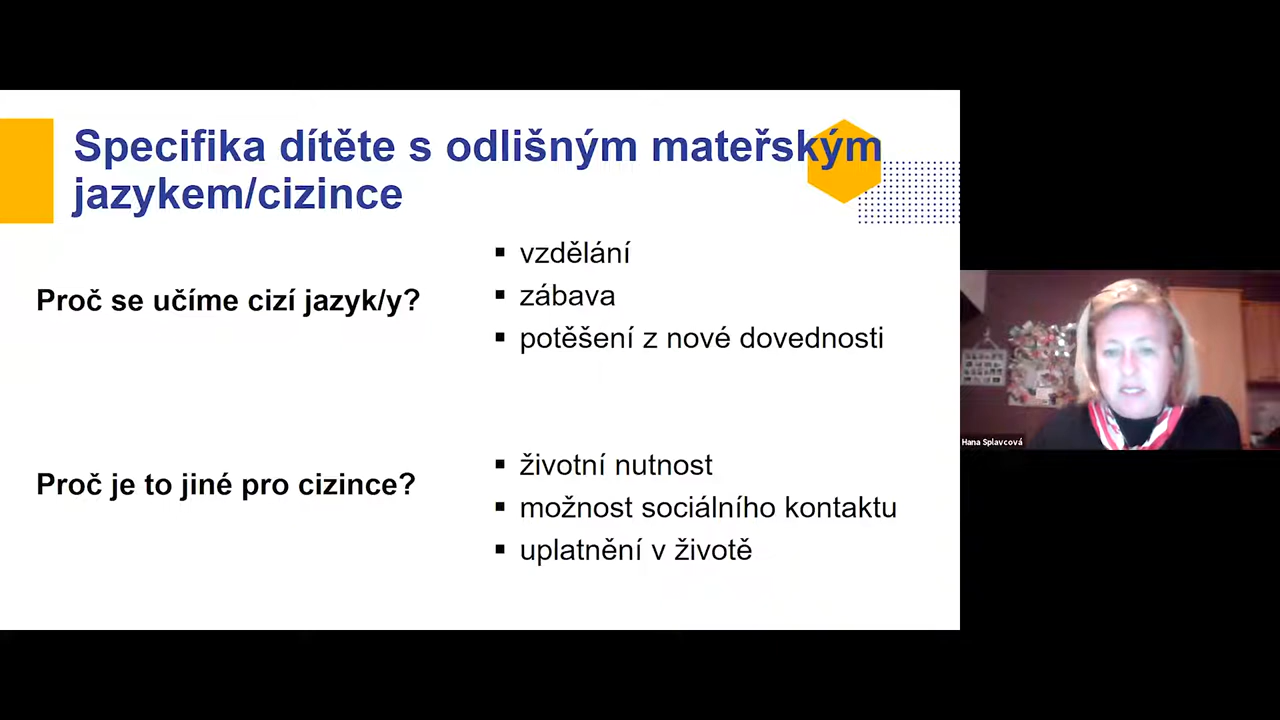 Specifika dítěte s odlišným mateřským
jazykem/cizince
Proč se učíme cizí jazyk/y?
▪ vzdělání
▪ zábava
▪ potěšení z nové dovednosti
Proč je to jiné pro cizince?
▪ životní nutnost
▪ možnost sociálního kontaktu
▪ uplatnění v životě
Hana Splavcová